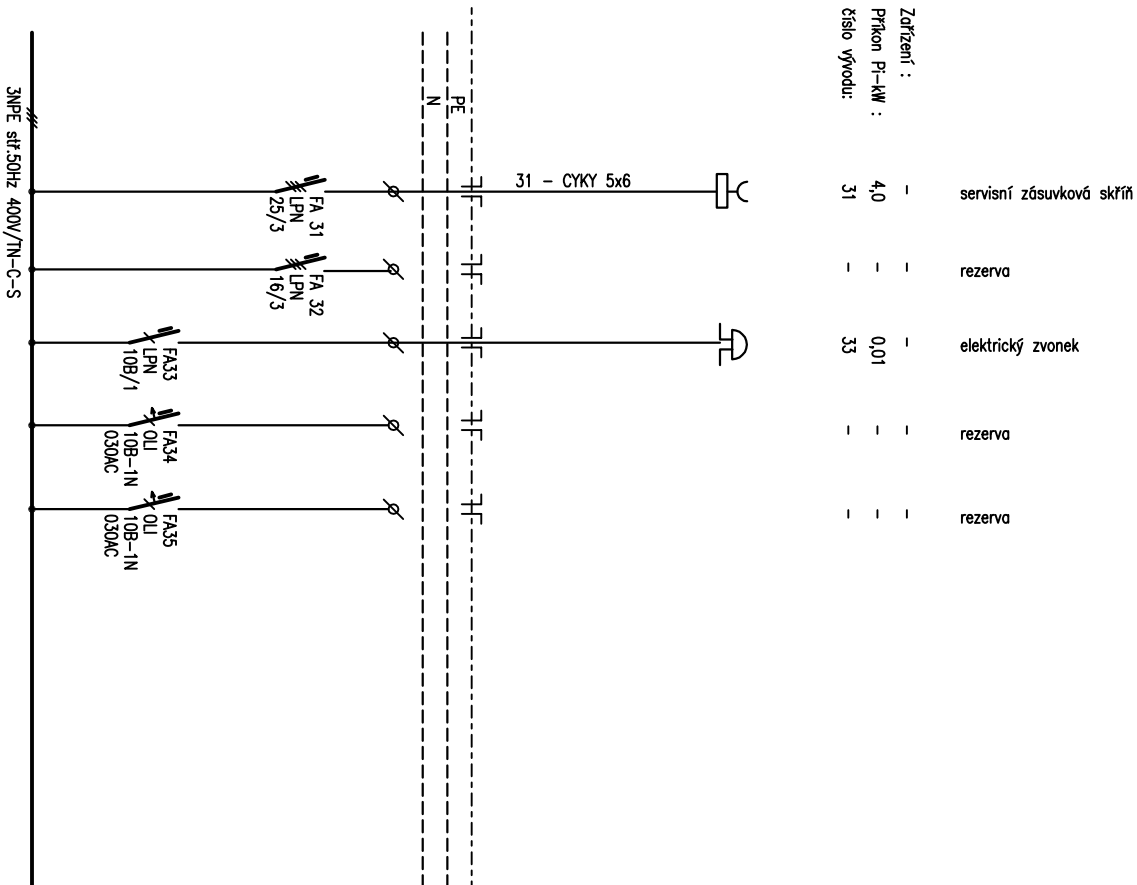 Zařízení :
Příkon Pi-kW :
číslo vývodu:
PE
N
3NPE stř.50Hz 400V/TN-C-S
31 - CYKY 5x6
FA 31
LPN
25/3
-
4,0
31
servisní zásuvková skříň
FA 32
LPN
16/3
-
-
-
rezerva
FA33
LPN
10B/1
-
0,01
33
elektrický zvonek
FA34
OLI
10B-1N
030AC
-
-
-
rezerva
FA35
OLI
10B-1N
030AC
-
-
-
rezerva